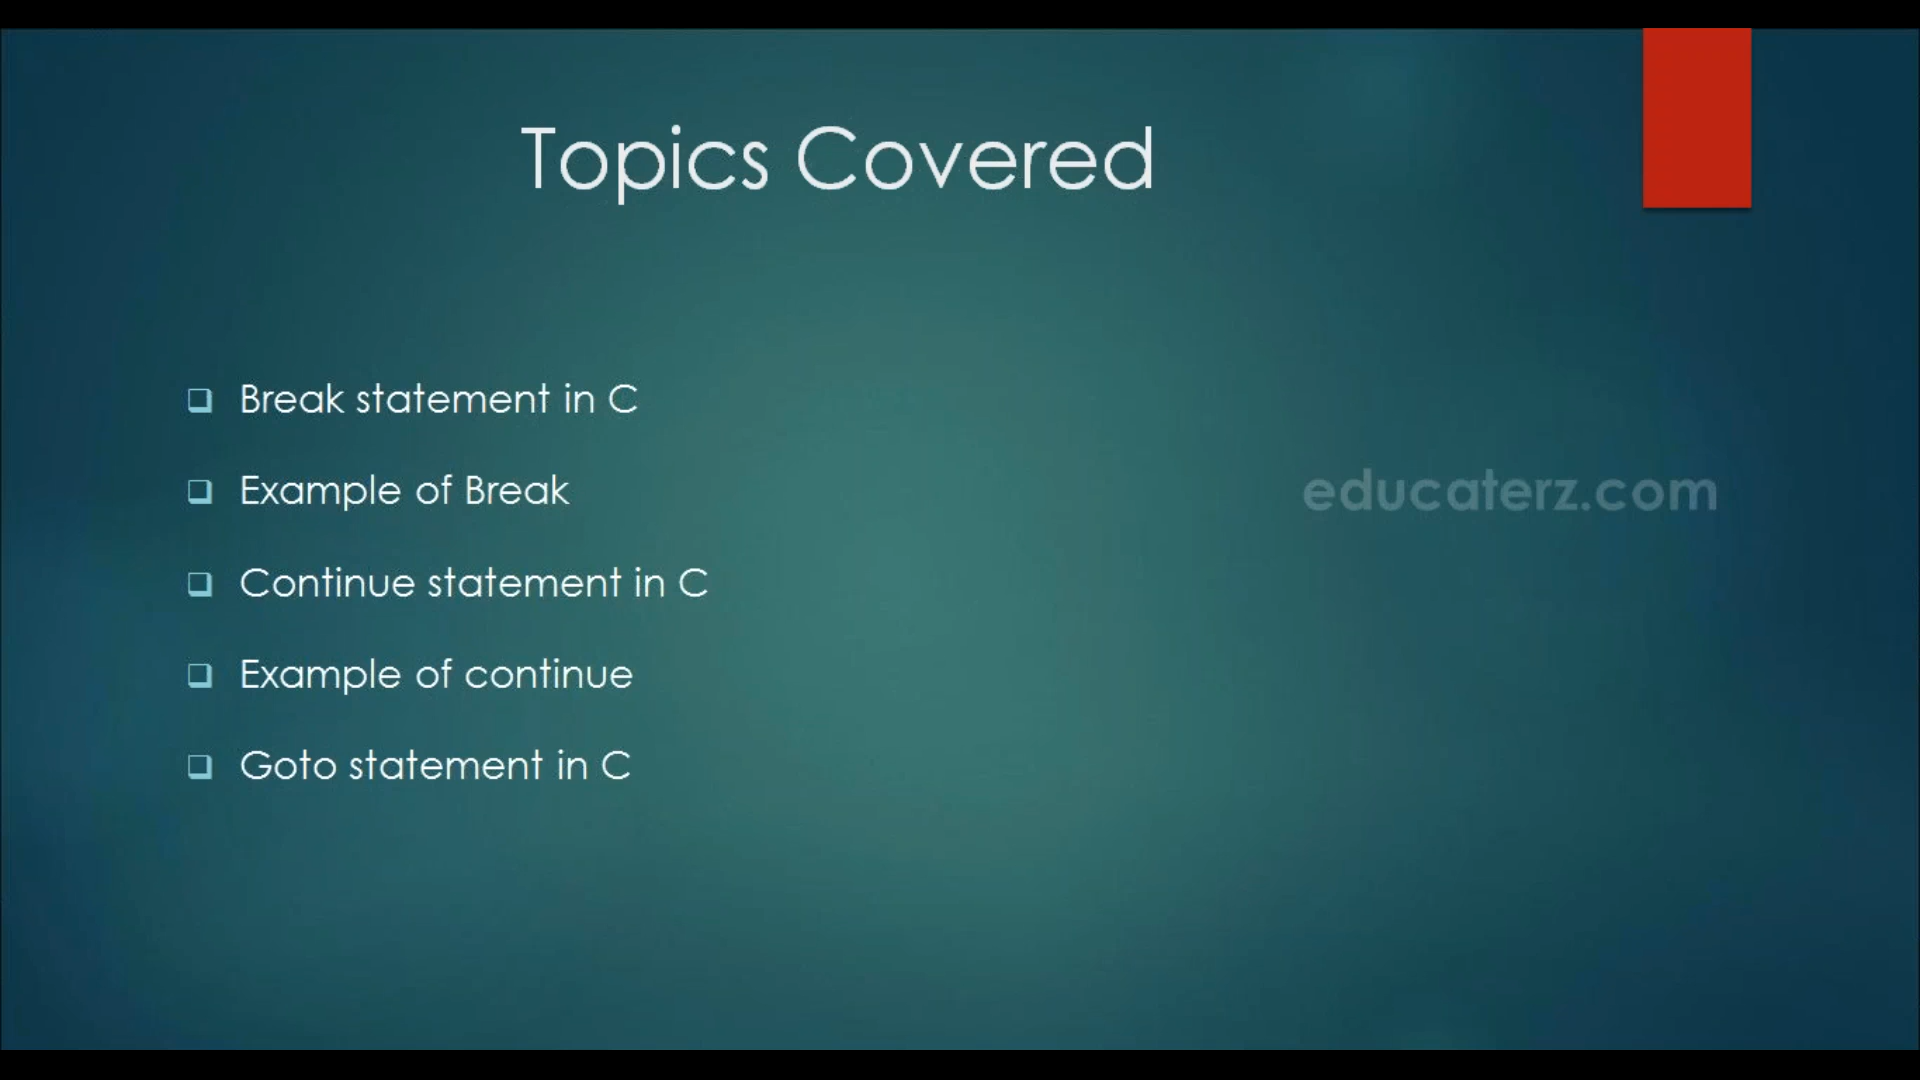 Topics Covered
Break statement in C
Example of Break
educaterz.com
Continue statement in C
Example of continue
Goto statement in C